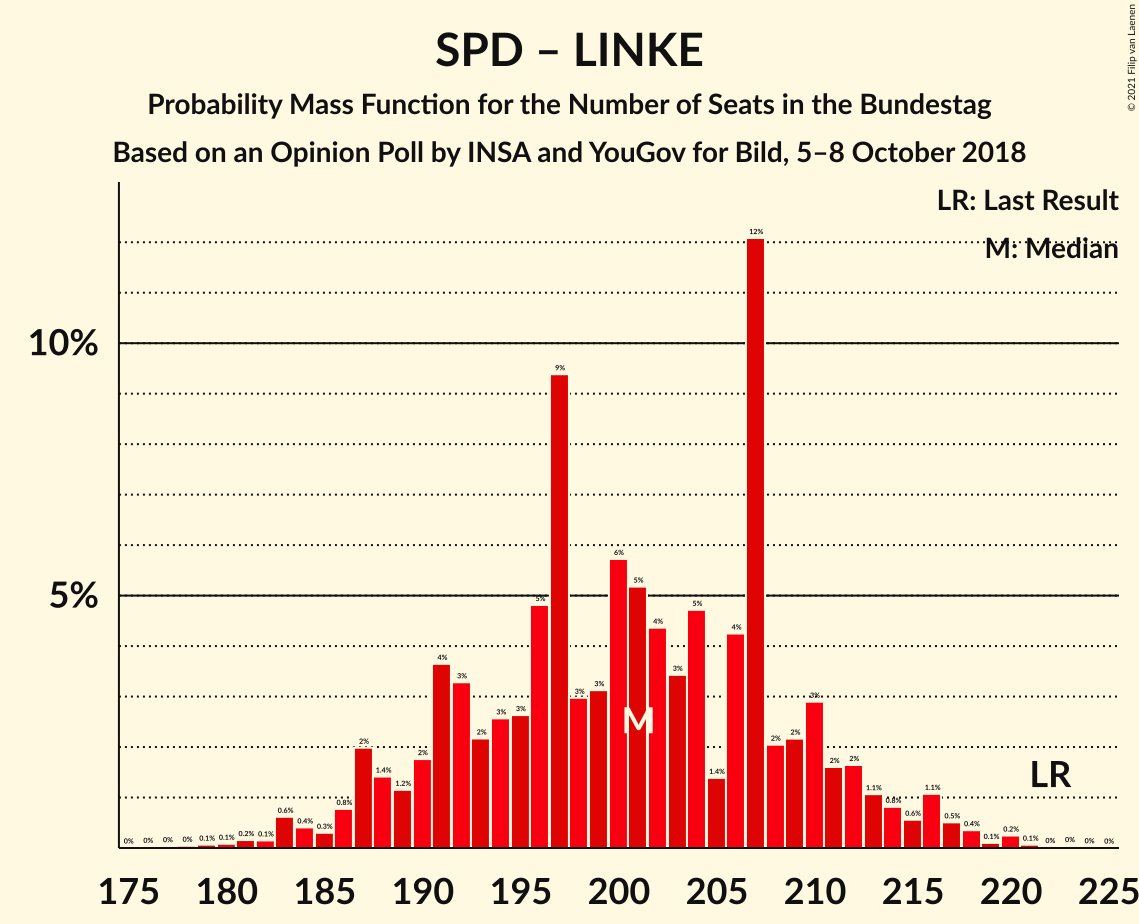 SPD – LINKE
Probability Mass Function for the Number of Seats in the Bundestag
Based on an Opinion Poll by INSA and YouGov for Bild, 5–8 October 2018
© 2021 Filip van Laenen
LR: Last Result
M: Median
10%
5%
0% 0% 0% 0% 0.1% 0.1% 0.2% 0.1% 0.6% 0.4% 0.3% 0.8% 2% 1.4% 1.2% 2% 4% 3% 2% 3% 3% 5% 9% 3% 3% 6% 5% 4% 3% 5% 1.4% 4% 12% 2% 2% 3% 2% 2% 1.1% 0.8% 0.6% 1.1% 0.5% 0.4% 0.1% 0.2% 0.1% 0% 0% 0% 0%
M
LR
175 180 185 190 195 200 205 210 215 220 225